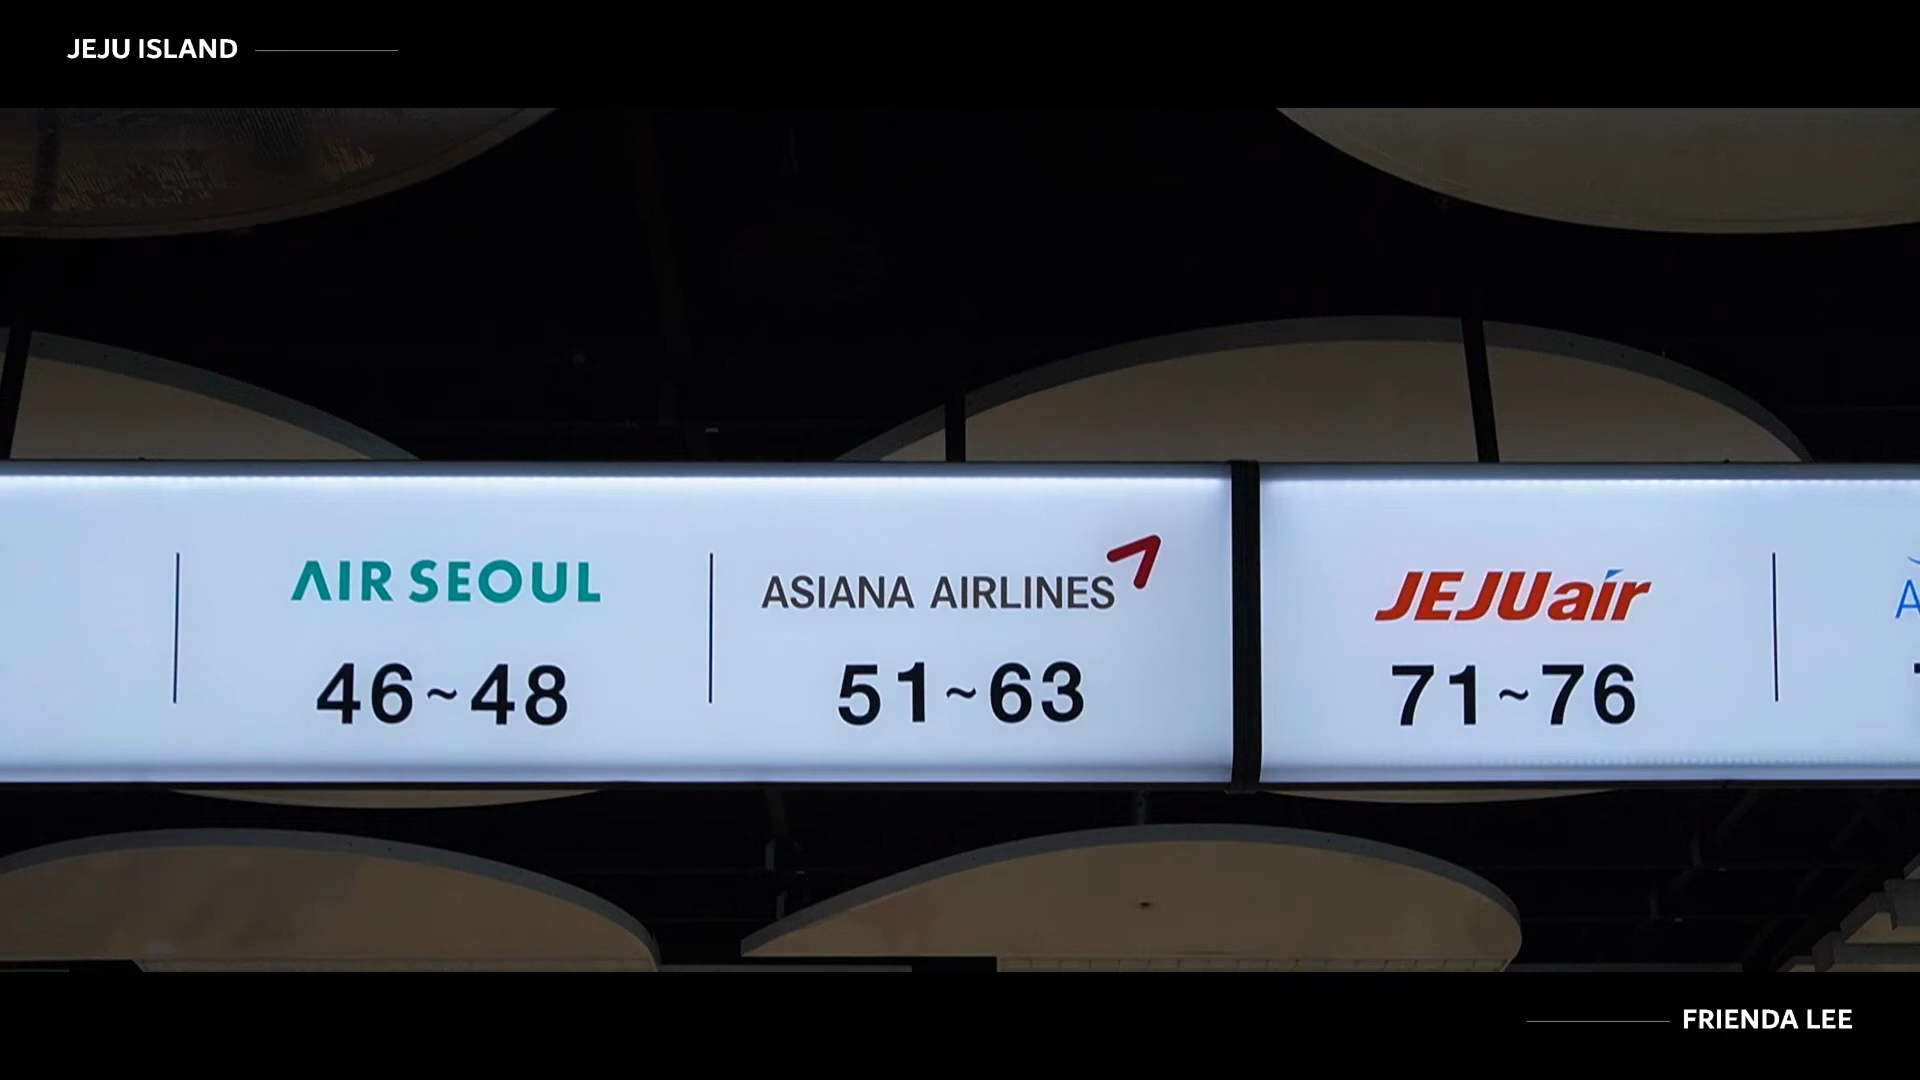 JEJU ISLAND
AIR SEOUL
46~48
ASIANA AIRLINES
51~63
JEJUair
71~76
FRIENDA LEE